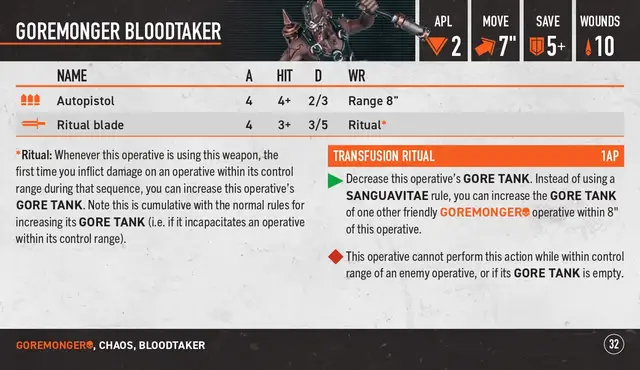 GOREMONGER BLOODTAKER
APL
2
MOVE
7"
SAVE
5+
WOUNDS
10
NAME A HIT D WR
Autopistol 4 4+ 2/3 Range 8"
Ritual blade 4 3+ 3/5 Ritual*
*Ritual: Whenever this operative is using this weapon, the
first time you inflict damage on an operative within its control
range during that sequence, you can increase this operative's
GORE TANK. Note this is cumulative with the normal rules for
increasing its GORE TANK (i.e. if it incapacitates an operative
within its control range).
TRANSFUSION RITUAL 1AP
Decrease this operative's GORE TANK. Instead of using a
SANGUAVITAE rule, you can increase the GORE TANK
of one other friendly GOREMONGER operative within 8"
of this operative.
This operative cannot perform this action while within control
range of an enemy operative, or if its GORE TANK is empty.
GOREMONGER, CHAOS, BLOODTAKER
32